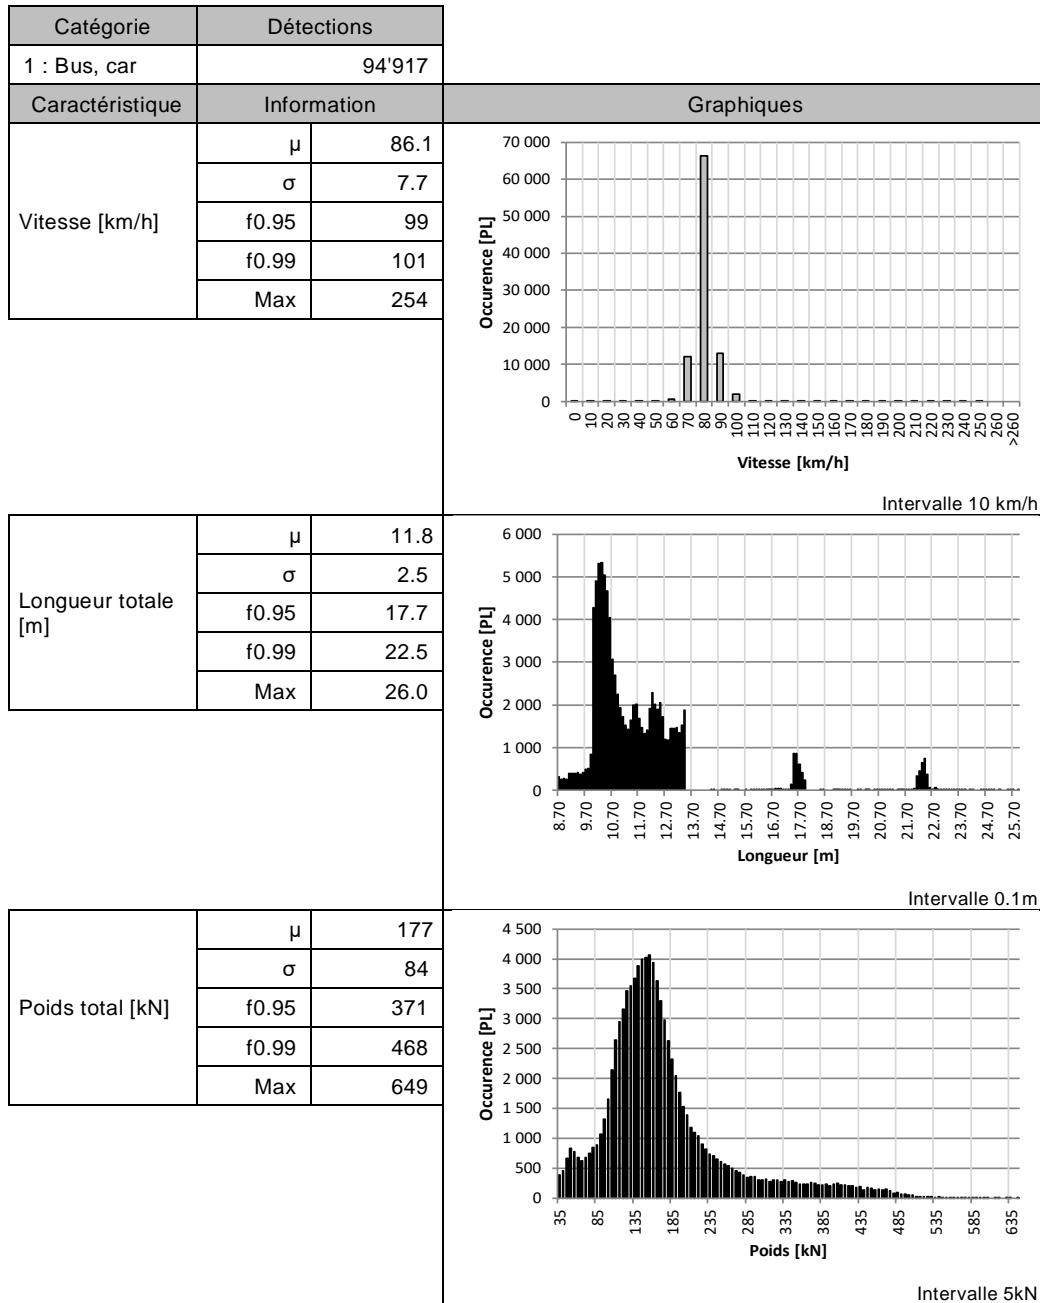 Catégorie Détections
1 : Bus, car 94'917
Caractéristique Information Graphiques
Vitesse [km/h]
μ 86.1
σ 7.7
f0.95 99
f0.99 101
Max 254
Occurence [PL]
70 000
60 000
50 000
40 000
30 000
20 000
10 000
0
0 10 20 30 40 50 60 70 80 90 100 110 120 130 140 150 160 170 180 190 200 210 220 230 240 250 260 >260
Vitesse [km/h]
Intervalle 10 km/h
Longueur totale
[m]
μ 11.8
σ 2.5
f0.95 17.7
f0.99 22.5
Max 26.0
Occurence [PL]
6 000
5 000
4 000
3 000
2 000
1 000
0
8.70 9.70 10.70 11.70 12.70 13.70 14.70 15.70 16.70 17.70 18.70 19.70 20.70 21.70 22.70 23.70 24.70 25.70
Longueur [m]
Intervalle 0.1m
Poids total [kN]
μ 177
σ 84
f0.95 371
f0.99 468
Max 649
Occurence [PL]
4 500
4 000
3 500
3 000
2 500
2 000
1 500
1 000
500
0
35 85 135 185 235 285 335 385 435 485 535 585 635
Poids [kN]
Intervalle 5kN